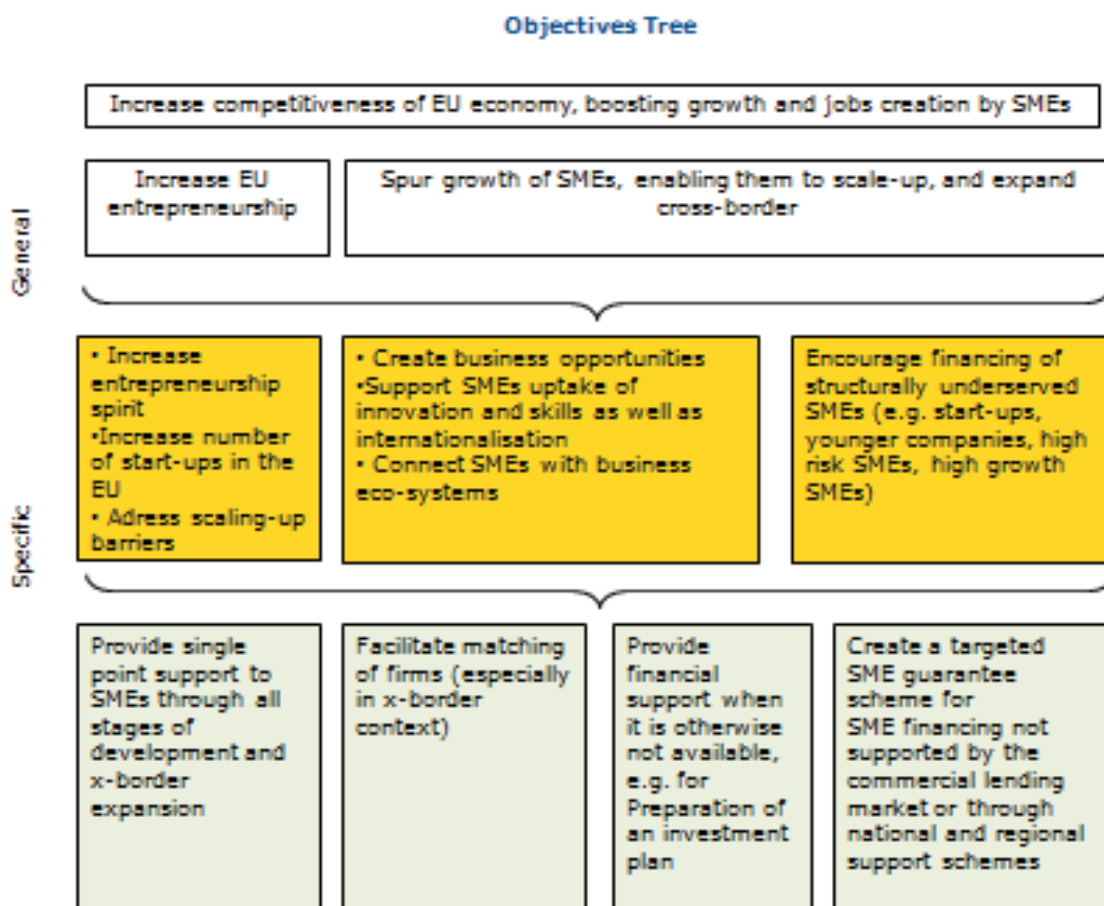 Objectives Tree
Increase competitiveness of EU economy, boosting growth and jobs creation by SMEs
General
Increase EU
entrepreneurship
Spur growth of SMEs, enabling them to scale-up, and expand
cross-border
Specific
• Increase
entrepreneurship
spirit
•Increase number
of start-ups in the
EU
• Adress scaling-up
barriers
• Create business opportunities
•Support SMEs uptake of
innovation and skills as well as
internationalisation
• Connect SMEs with business
eco-systems
Encourage financing of
structurally underserved
SMEs (e.g. start-ups,
younger companies, high
risk SMEs, high growth
SMEs)
Provide single
point support to
SMEs through all
stages of
development and
x-border
expansion
Facilitate matching
of firms (especially
in x-border
context)
Provide
financial
support when
it is otherwise
not available,
e.g. for
Preparation of
an investment
plan
Create a targeted
SME guarantee
scheme for
SME financing not
supported by the
commercial lending
market or through
national and regional
support schemes